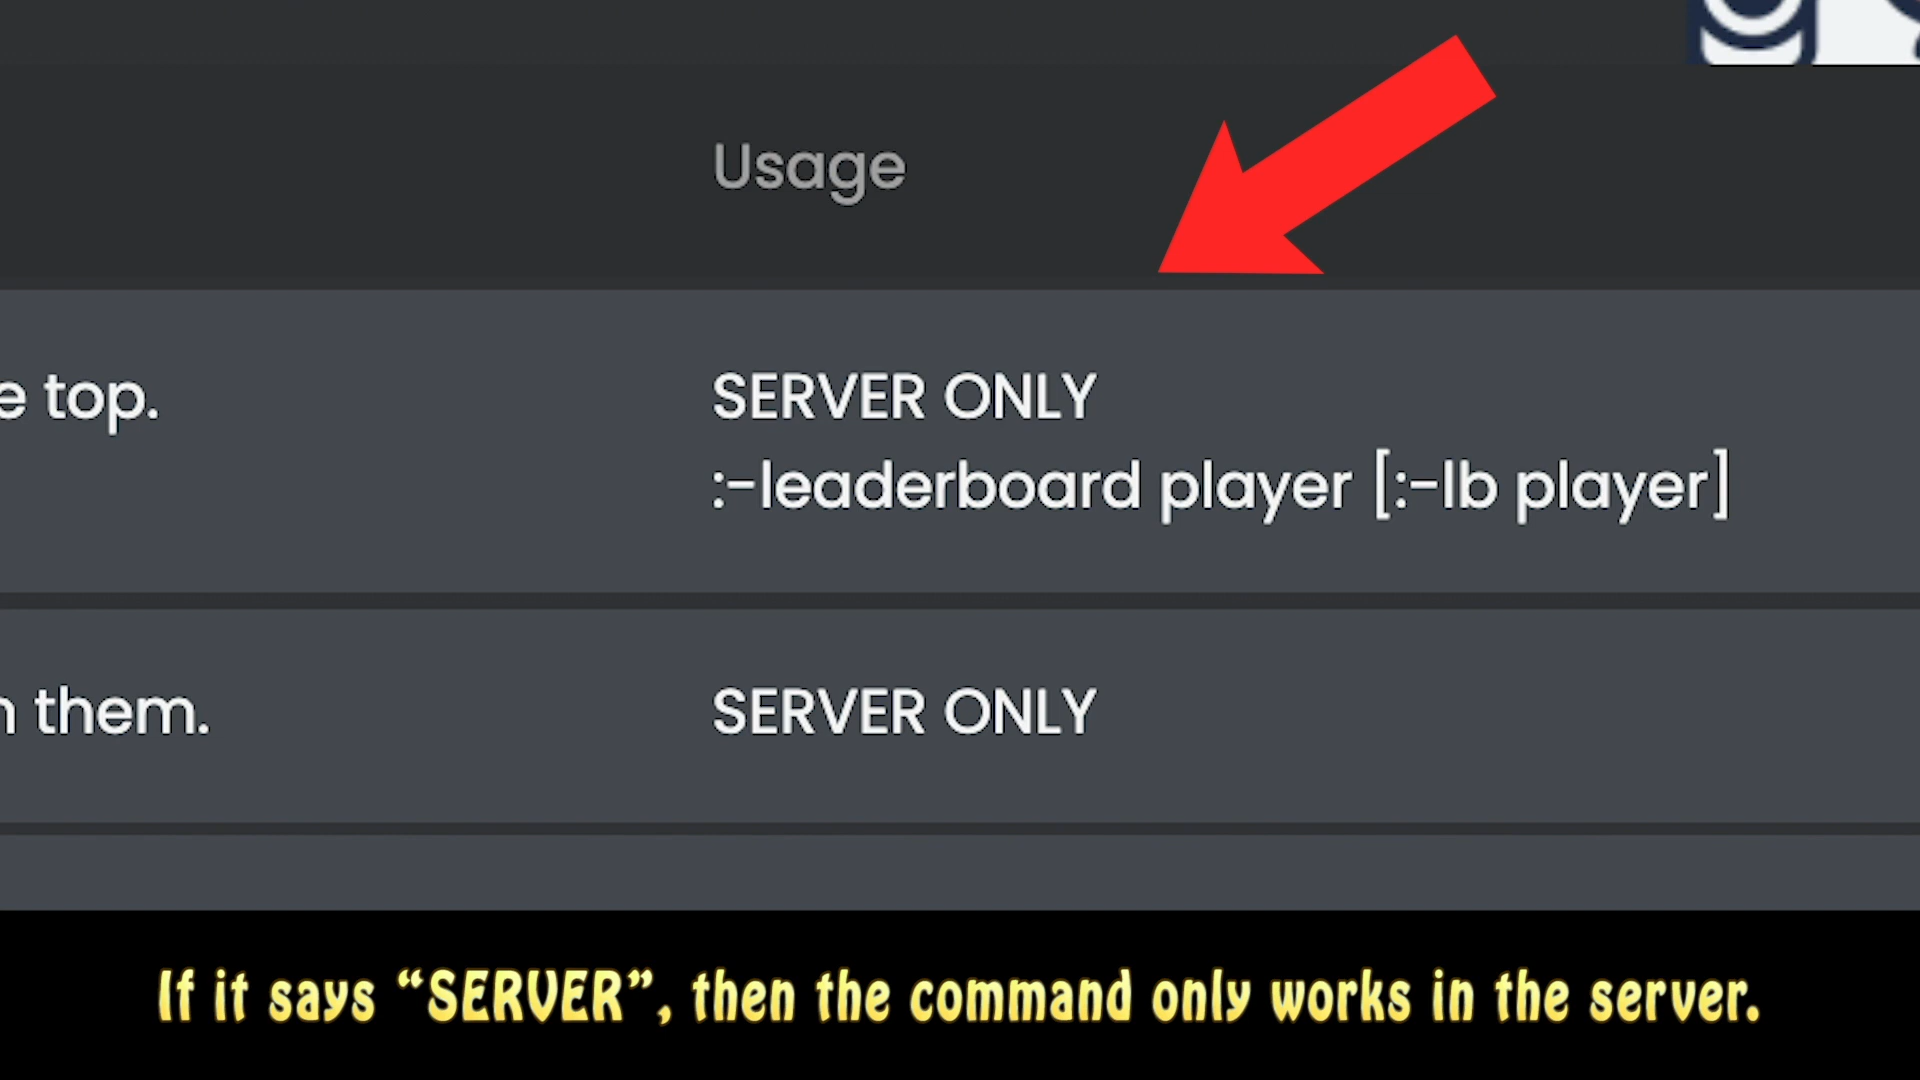 Usage
e top.
SERVER ONLY
:-leaderboard player [:-lb player]
n them.
SERVER ONLY
If it says “SERVER”, then the command only works in the server.